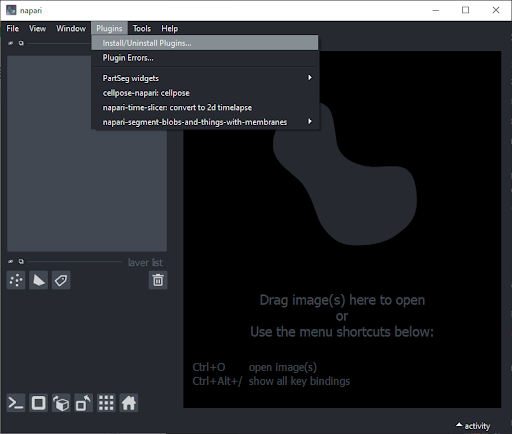 napari
File View Window Plugins Tools Help
Install/Uninstall Plugins...
Plugin Errors...
PartSeg widgets
cellpose-napari: cellpose
napari-time-slicer: convert to 2d timelapse
napari-segment-blobs-and-things-with-membranes
layer list
Drag image(s) here to open
or
Use the menu shortcuts below:
Ctrl+O open image(s)
Ctrl+Alt+/ show all key bindings
activity